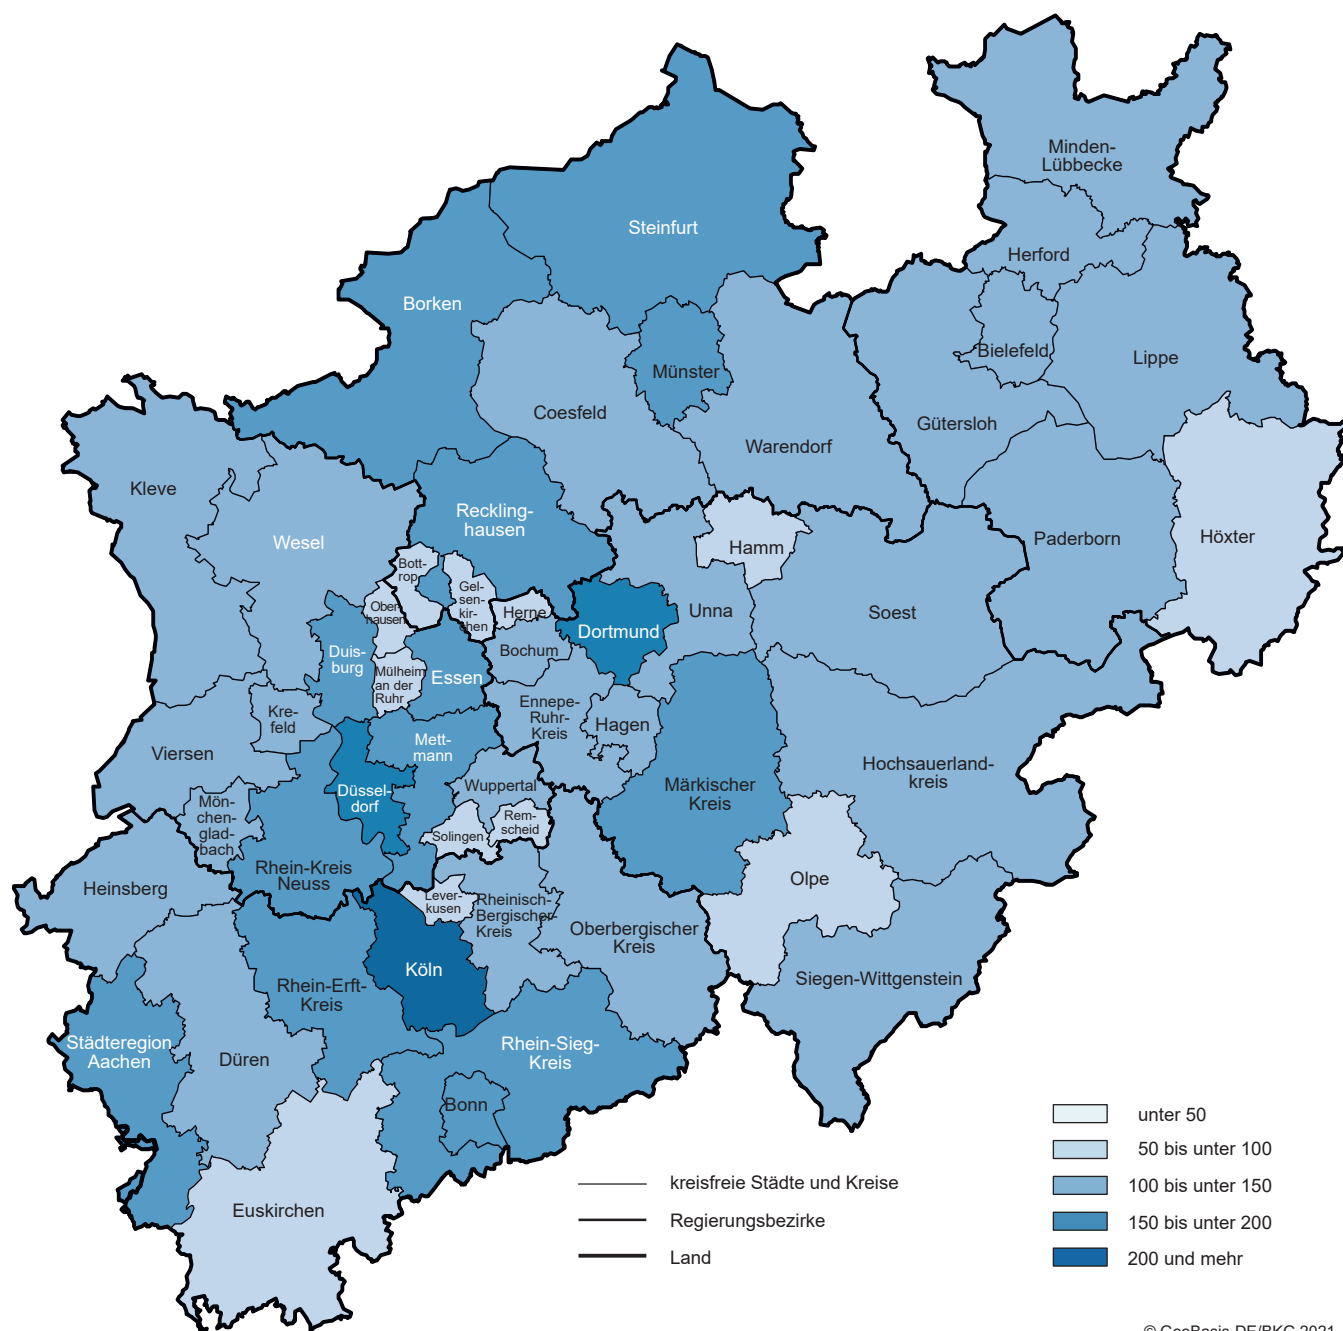 Minden-
Lübbecke
Steinfurt
Herford
Borken
Bielefeld
Lippe
Münster
Coesfeld
Gütersloh
Warendorf
Kleve
Reckling-
hausen
Wesel
Hamm
Paderborn
Höxter
Bott-
rop
Gel-
sen-
kir-
chen
Ober-
hausen
Herne
Unna
Soest
Dortmund
Bochum
Duis-
burg
Mülheim
an der
Ruhr
Essen
Kre-
feld
Ennepe-
Ruhr-
Kreis
Hagen
Viersen
Mett-
mann
Hochsauerland-
kreis
Wuppertal
Märkischer
Kreis
Düssel-
dorf
Mön-
chen-
glad-
bach
Rem-
scheid
Solingen
Rhein-Kreis
Neuss
Heinsberg
Olpe
Lever-
kusen
Rheinisch-
Bergischer-
Kreis
Oberbergischer
Kreis
Köln
Siegen-Wittgenstein
Rhein-Erft-
Kreis
Städteregion
Aachen
Düren
Rhein-Sieg-
Kreis
Bonn
Euskirchen
unter 50
50 bis unter 100
100 bis unter 150
150 bis unter 200
200 und mehr
kreisfreie Städte und Kreise
Regierungsbezirke
Land
© GeoBasis-DE/BKG 2021